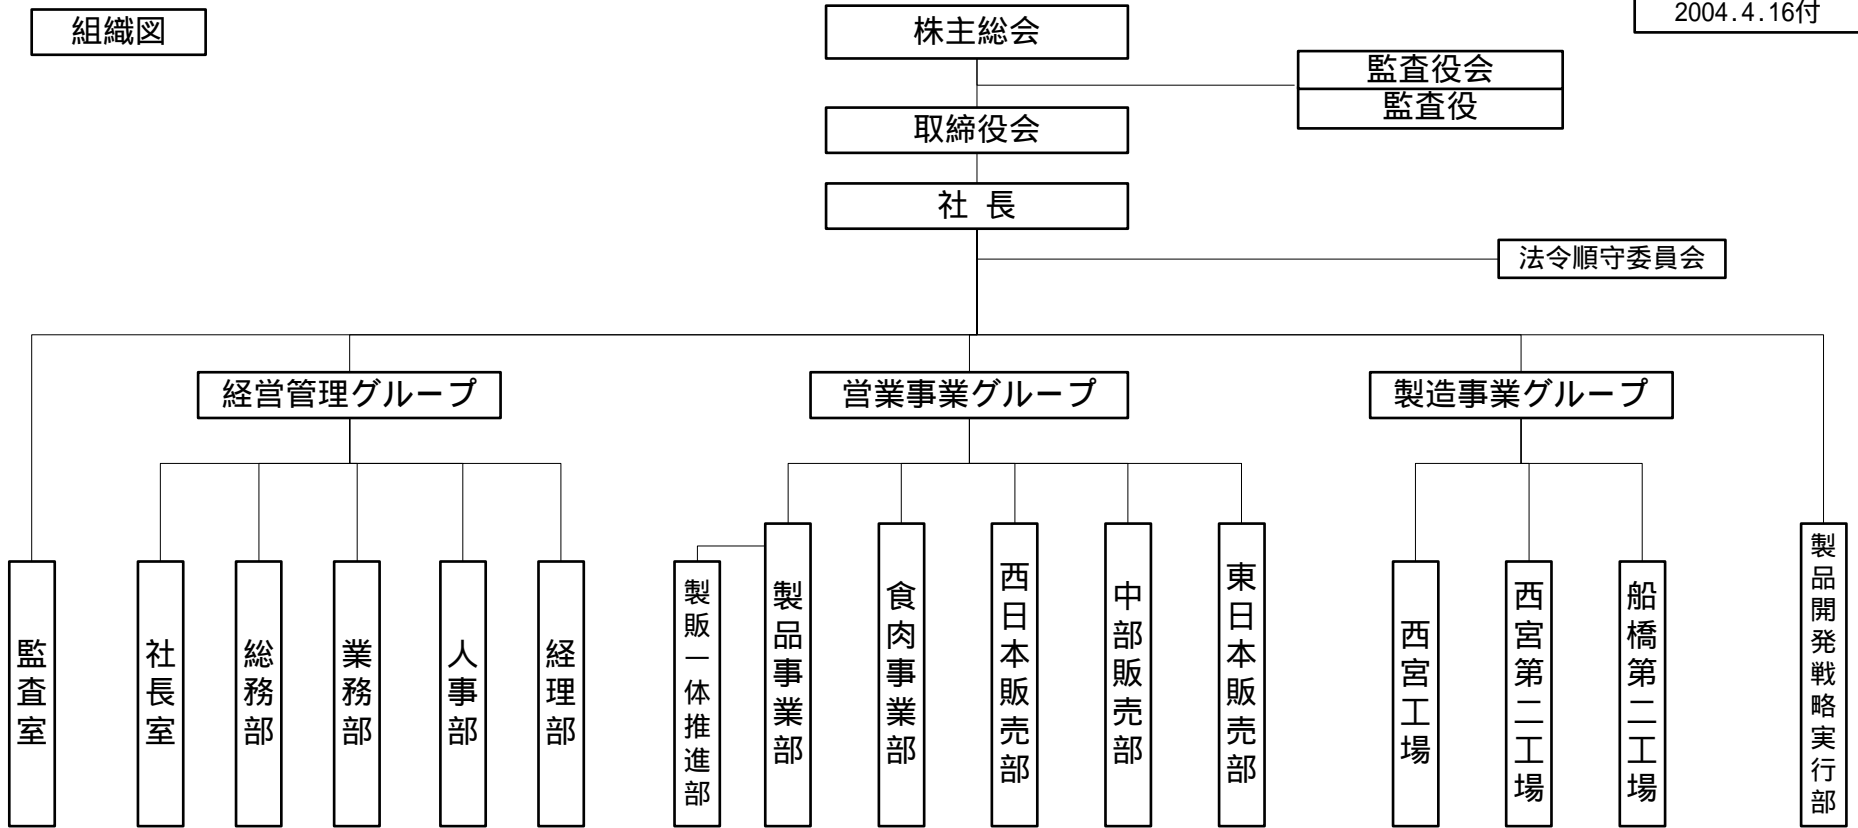 組織図
株主総会
2004.4.16付
監査役会
監査役
取締役会
社 長
法令順守委員会
経営管理グループ
営業事業グループ
製造事業グループ
監査室
社長室
総務部
業務部
人事部
経理部
製販一体推進部
製品事業部
食肉事業部
西日本販売部
中部販売部
東日本販売部
西宮工場
西宮第二工場
船橋第二工場
製品開発戦略実行部